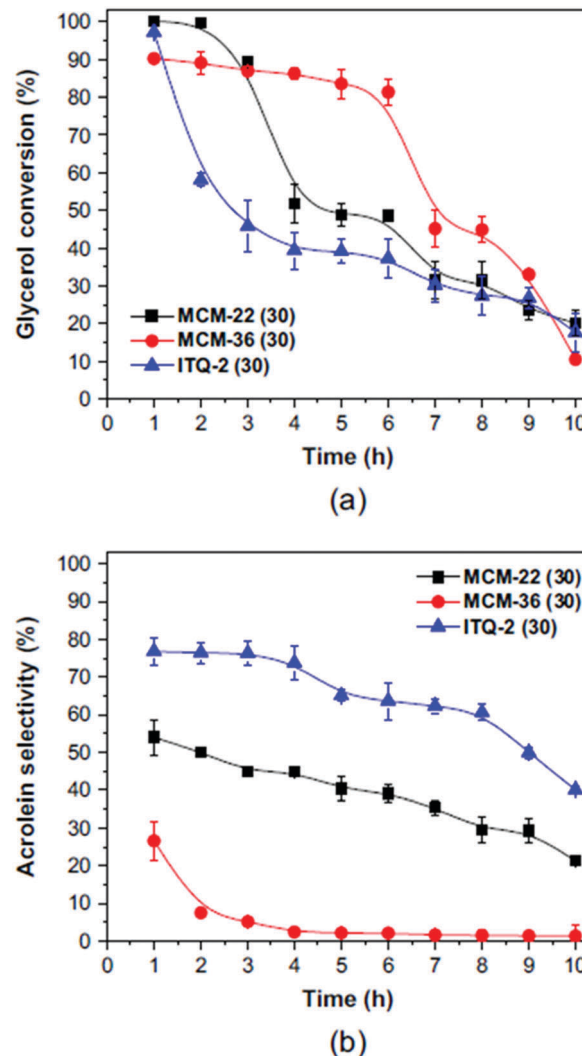 100
90
80
70
60
50
40
30
20
10
0
Glycerol conversion (%)
MCM-22 (30)
MCM-36 (30)
ITQ-2 (30)
0 1 2 3 4 5 6 7 8 9 10
Time (h)
(a)
100
90
80
70
60
50
40
30
20
10
0
Acrolein selectivity (%)
MCM-22 (30)
MCM-36 (30)
ITQ-2 (30)
0 1 2 3 4 5 6 7 8 9 10
Time (h)
(b)